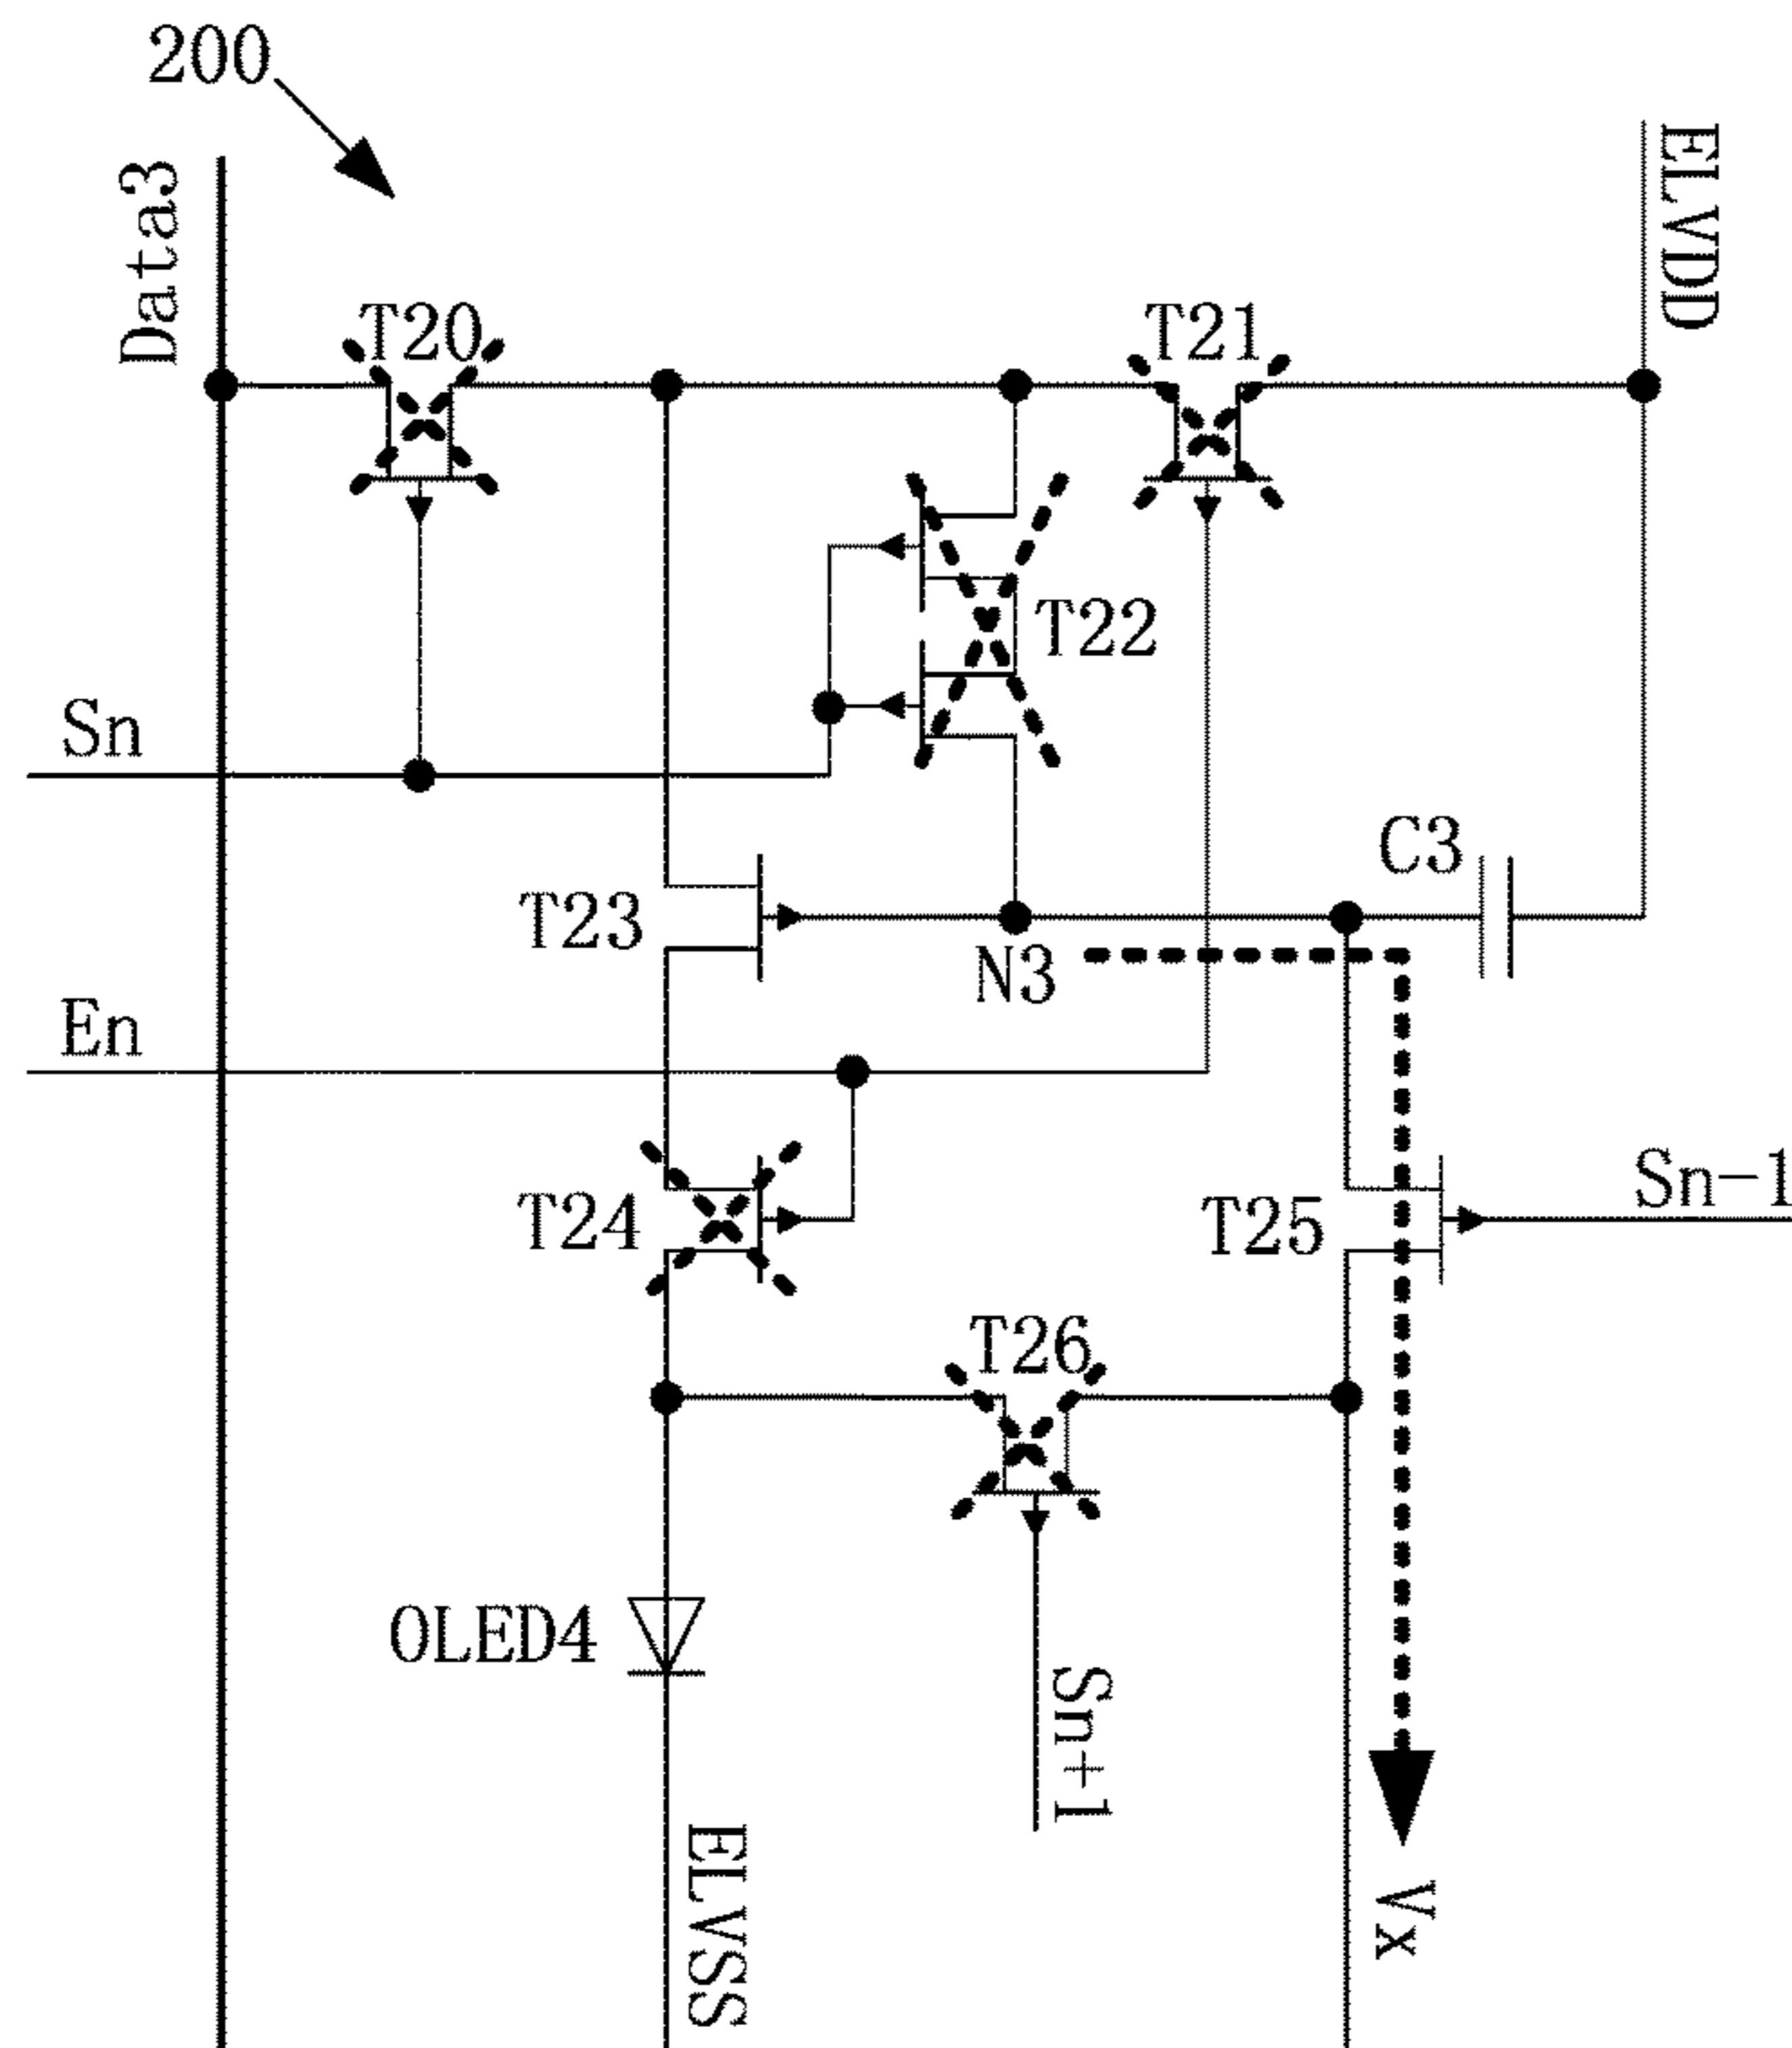 200
Data3
ELVDD
T20
T21
T22
Sn
C3
T23
N3
En
Sn-1
T24
T25
T26
OLED4
Sn+1
ELVSS
Vx